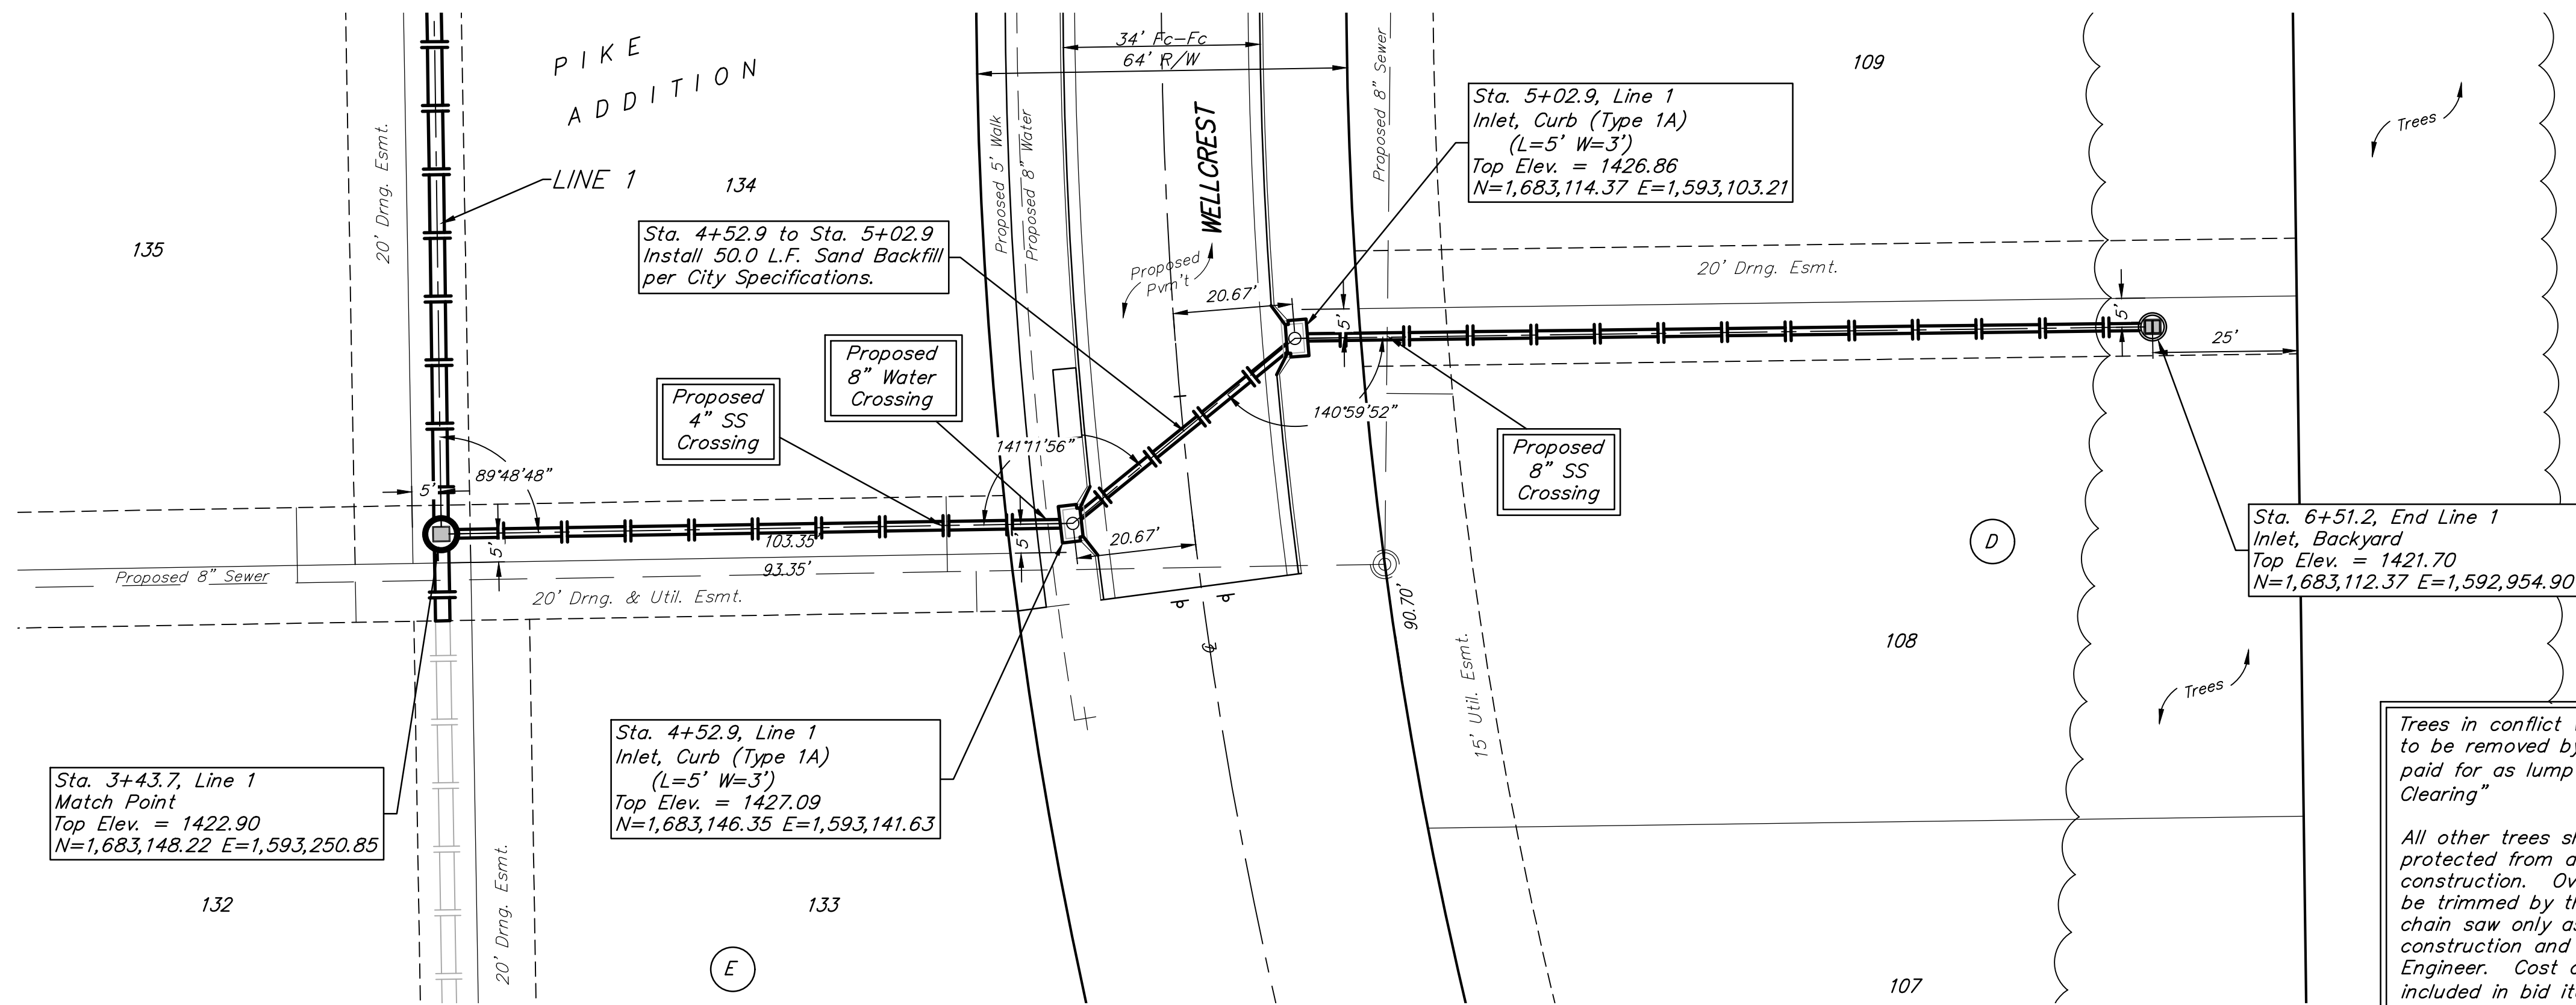 PIKE
ADDITION
20' Drng. Esmt.
LINE 1
134
135
34' Fc-Fc
64' R/W
Proposed 5' Walk
Proposed 8" Water
WELLCREST
Proposed
Pvm't
Proposed 8" Sewer
109
Trees
Sta. 5+02.9, Line 1
Inlet, Curb (Type 1A)
(L=5' W=3')
Top Elev. = 1426.86
N=1,683,114.37 E=1,593,103.21
Sta. 4+52.9 to Sta. 5+02.9
Install 50.0 L.F. Sand Backfill
per City Specifications.
20.67'
5'
20' Drng. Esmt.
5'
25'
Proposed
8" Water
Crossing
Proposed
4" SS
Crossing
141°11'56"
140°59'52"
Proposed
8" SS
Crossing
89°48'48"
5'
5'
103.35'
93.35'
5'
20.67'
Proposed 8" Sewer
20' Drng. & Util. Esmt.
90.70'
15' Util. Esmt.
D
Sta. 6+51.2, End Line 1
Inlet, Backyard
Top Elev. = 1421.70
N=1,683,112.37 E=1,592,954.90
108
Trees
Sta. 4+52.9, Line 1
Inlet, Curb (Type 1A)
(L=5' W=3')
Top Elev. = 1427.09
N=1,683,146.35 E=1,593,141.63
Sta. 3+43.7, Line 1
Match Point
Top Elev. = 1422.90
N=1,683,148.22 E=1,593,250.85
20' Drng. Esmt.
132
133
E
107
Trees in conflict
to be removed by
paid for as lump
Clearing"
All other trees
protected from
construction.
be trimmed by
chain saw only
construction and
Engineer. Cost
included in bid